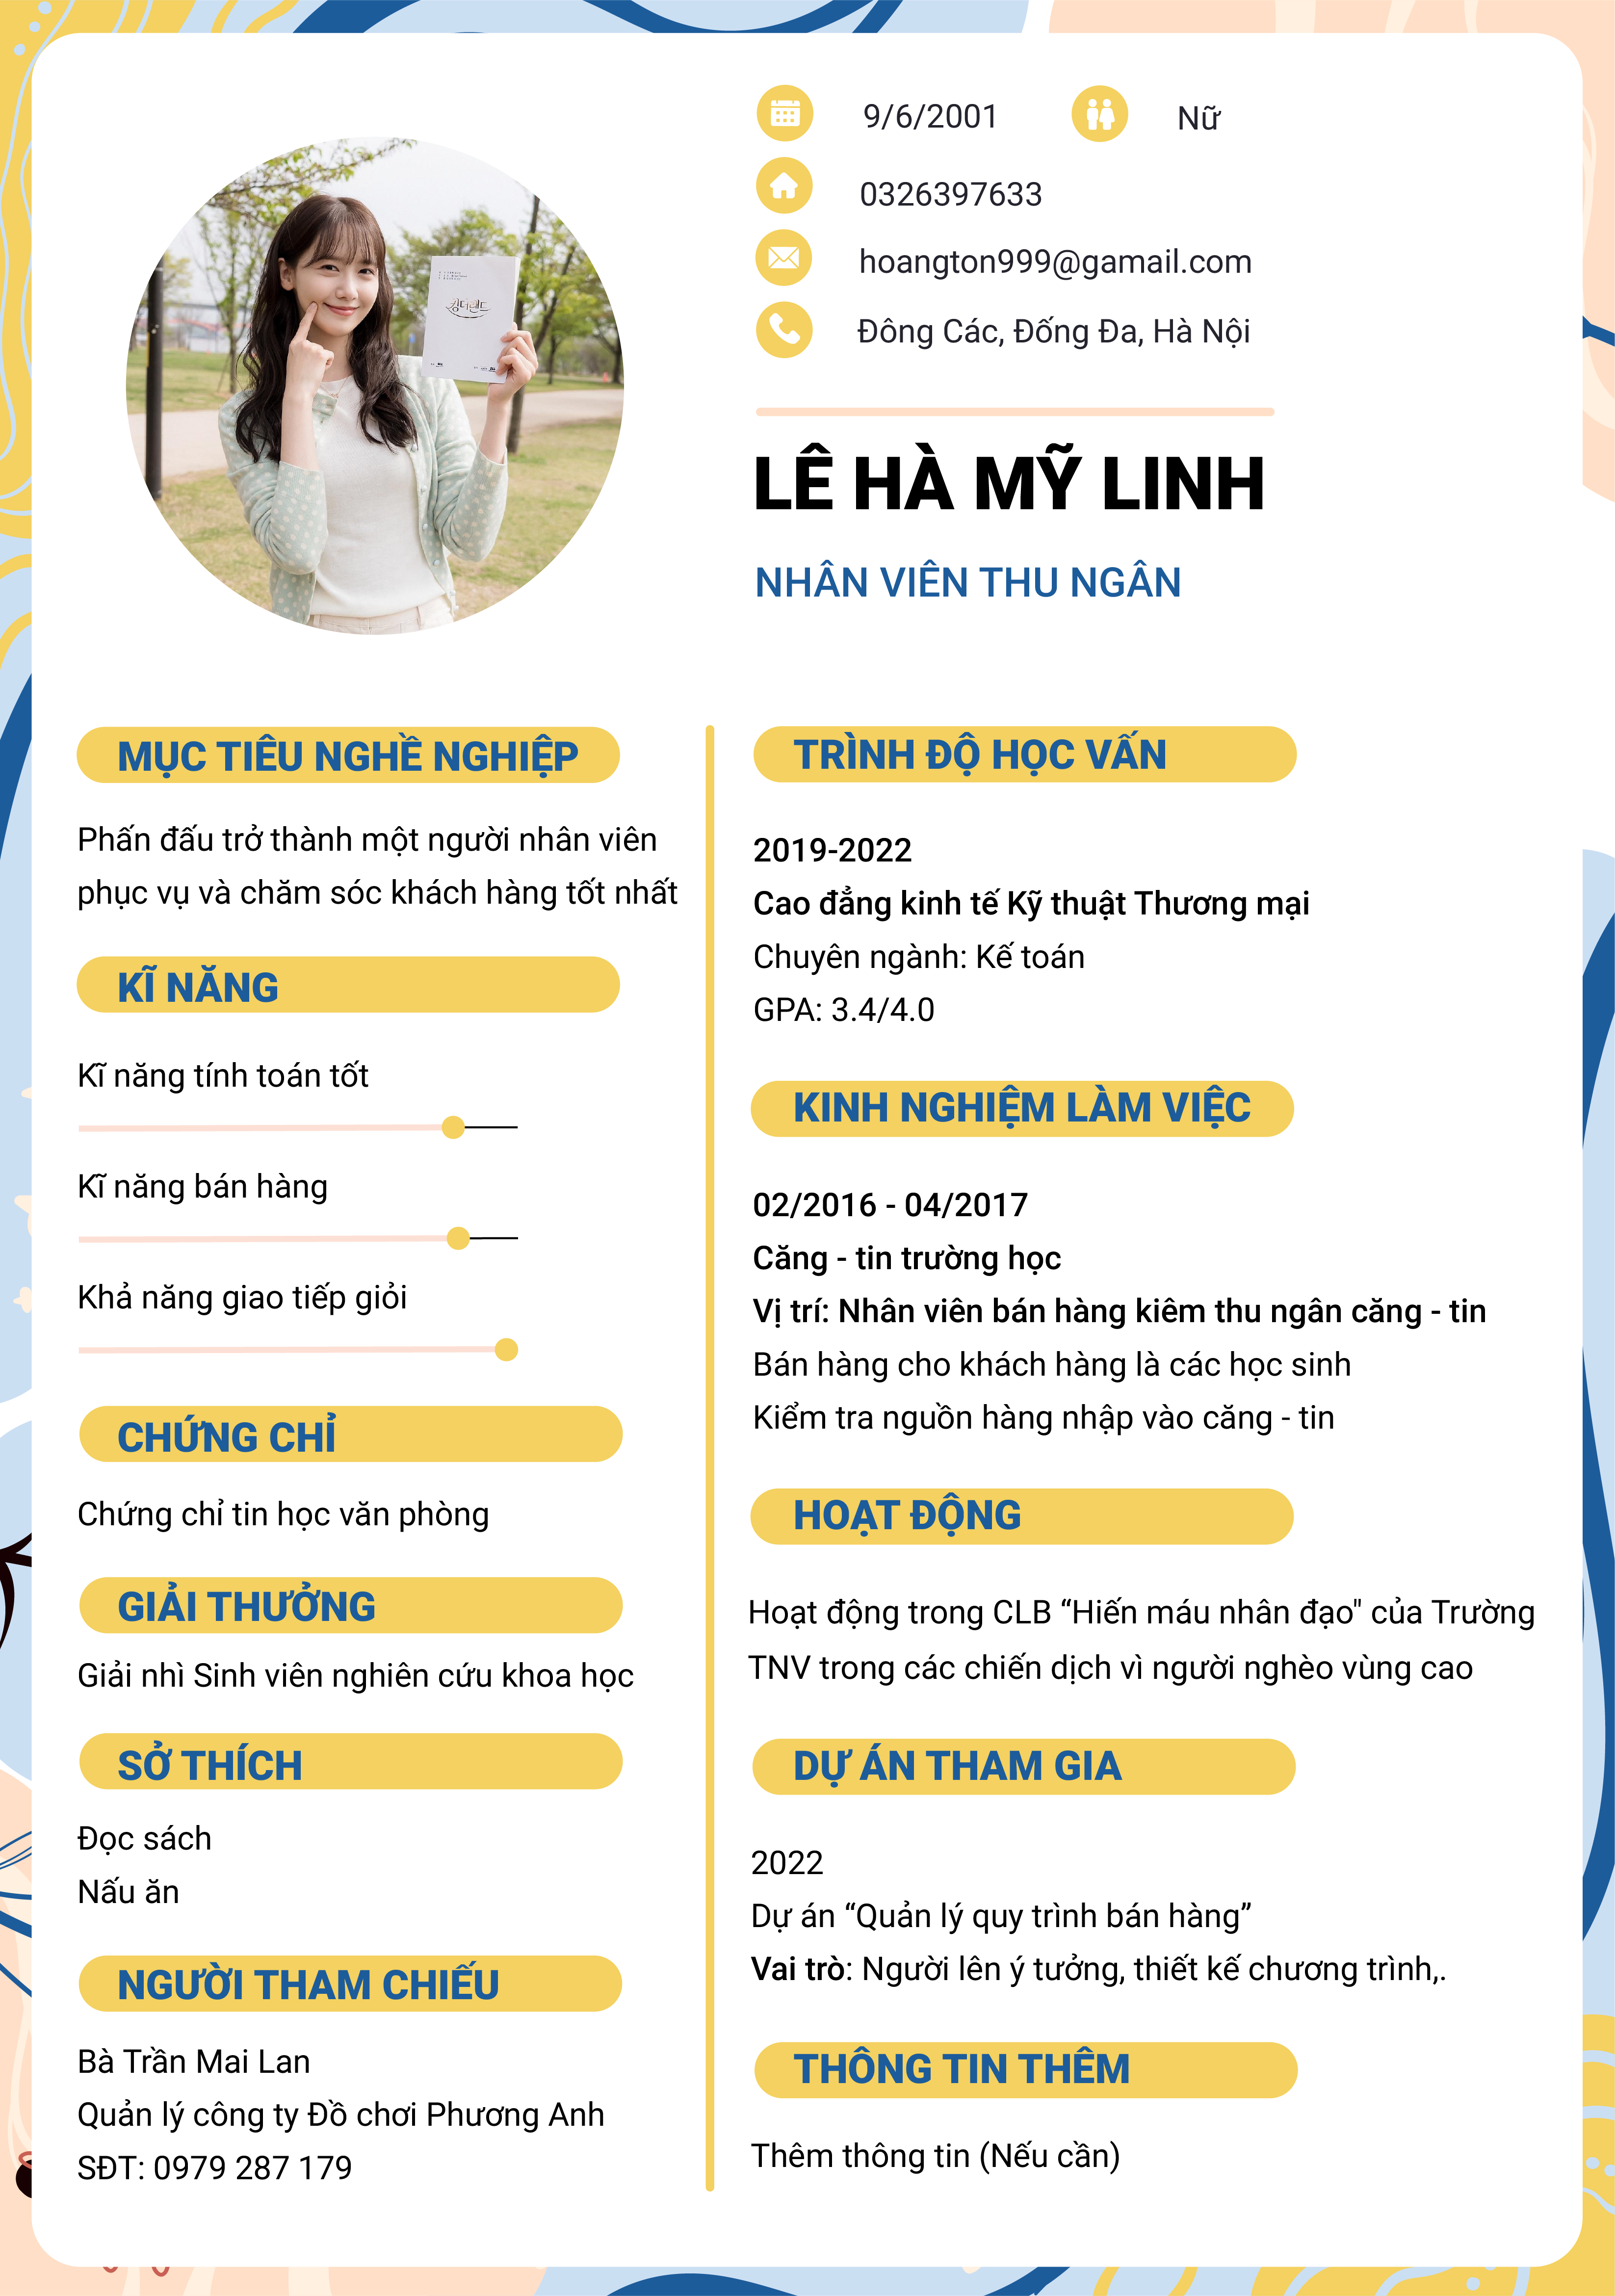 9/6/2001
Nữ
0326397633
hoangton999@gamail.com
Đông Các, Đống Đa, Hà Nội
LÊ HÀ MỸ LINH
NHÂN VIÊN THU NGÂN
킹더랜드
MỤC TIÊU NGHỀ NGHIỆP
Phấn đấu trở thành một người nhân viên
phục vụ và chăm sóc khách hàng tốt nhất
KĨ NĂNG
Kĩ năng tính toán tốt
Kĩ năng bán hàng
Khả năng giao tiếp giỏi
CHỨNG CHỈ
Chứng chỉ tin học văn phòng
GIẢI THƯỞNG
Giải nhì Sinh viên nghiên cứu khoa học
SỞ THÍCH
Đọc sách
Nấu ăn
NGƯỜI THAM CHIẾU
Bà Trần Mai Lan
Quản lý công ty Đồ chơi Phương Anh
SĐT: 0979 287 179
TRÌNH ĐỘ HỌC VẤN
2019-2022
Cao đẳng kinh tế Kỹ thuật Thương mại
Chuyên ngành: Kế toán
GPA: 3.4/4.0
KINH NGHIỆM LÀM VIỆC
02/2016 - 04/2017
Căng - tin trường học
Vị trí: Nhân viên bán hàng kiêm thu ngân căng - tin
Bán hàng cho khách hàng là các học sinh
Kiểm tra nguồn hàng nhập vào căng - tin
HOẠT ĐỘNG
Hoạt động trong CLB “Hiến máu nhân đạo" của Trường
TNV trong các chiến dịch vì người nghèo vùng cao
DỰ ÁN THAM GIA
2022
Dự án “Quản lý quy trình bán hàng”
Vai trò: Người lên ý tưởng, thiết kế chương trình,.
THÔNG TIN THÊM
Thêm thông tin (Nếu cần)